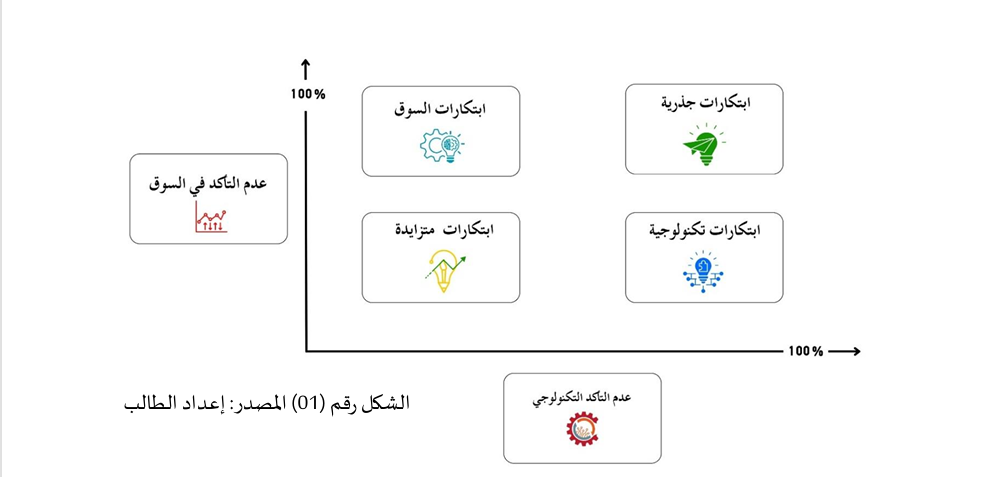 100%
ابتكارات جذرية
ابتكارات السوق
عدم التأكد في السوق
ابتكارات تكنولوجية
ابتكارات متزايدة
100%
عدم التأكد التكنولوجي
الشكل رقم (01) المصدر: إعداد الطالب